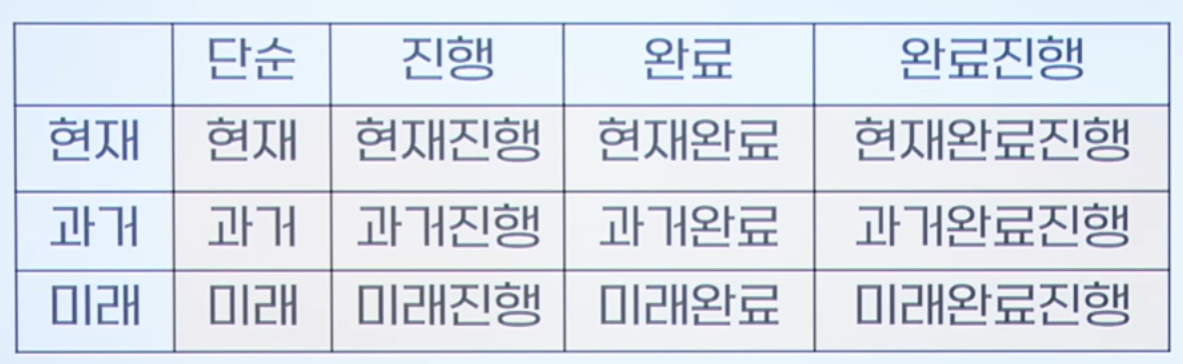 단순 진행 완료 완료진행
현재 현재 현재진행 현재완료 현재완료진행
과거 과거 과거진행 과거완료 과거완료진행
미래 미래 미래진행 미래완료 미래완료진행